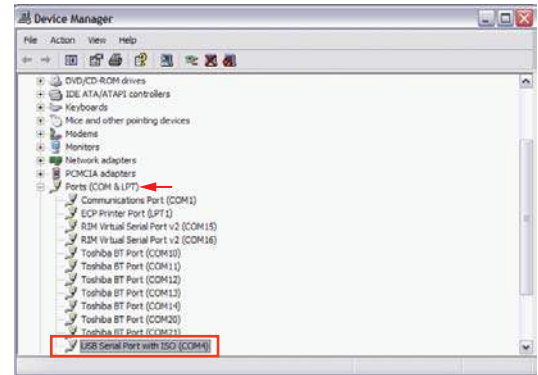 Device Manager
File Action View Help
DVD/CD-ROM drives
IDE ATA/ATAPI controllers
Keyboards
Mice and other pointing devices
Modems
Monitors
Network adapters
PCMCIA adapters
Ports (COM & LPT)
Communications Port (COM1)
ECP Printer Port (LPT1)
RIM Virtual Serial Port v2 (COM15)
RIM Virtual Serial Port v2 (COM16)
Toshiba BT Port (COM10)
Toshiba BT Port (COM11)
Toshiba BT Port (COM12)
Toshiba BT Port (COM13)
Toshiba BT Port (COM14)
Toshiba BT Port (COM20)
Toshiba BT Port (COM21)
USB Serial Port with ISO (COM4)